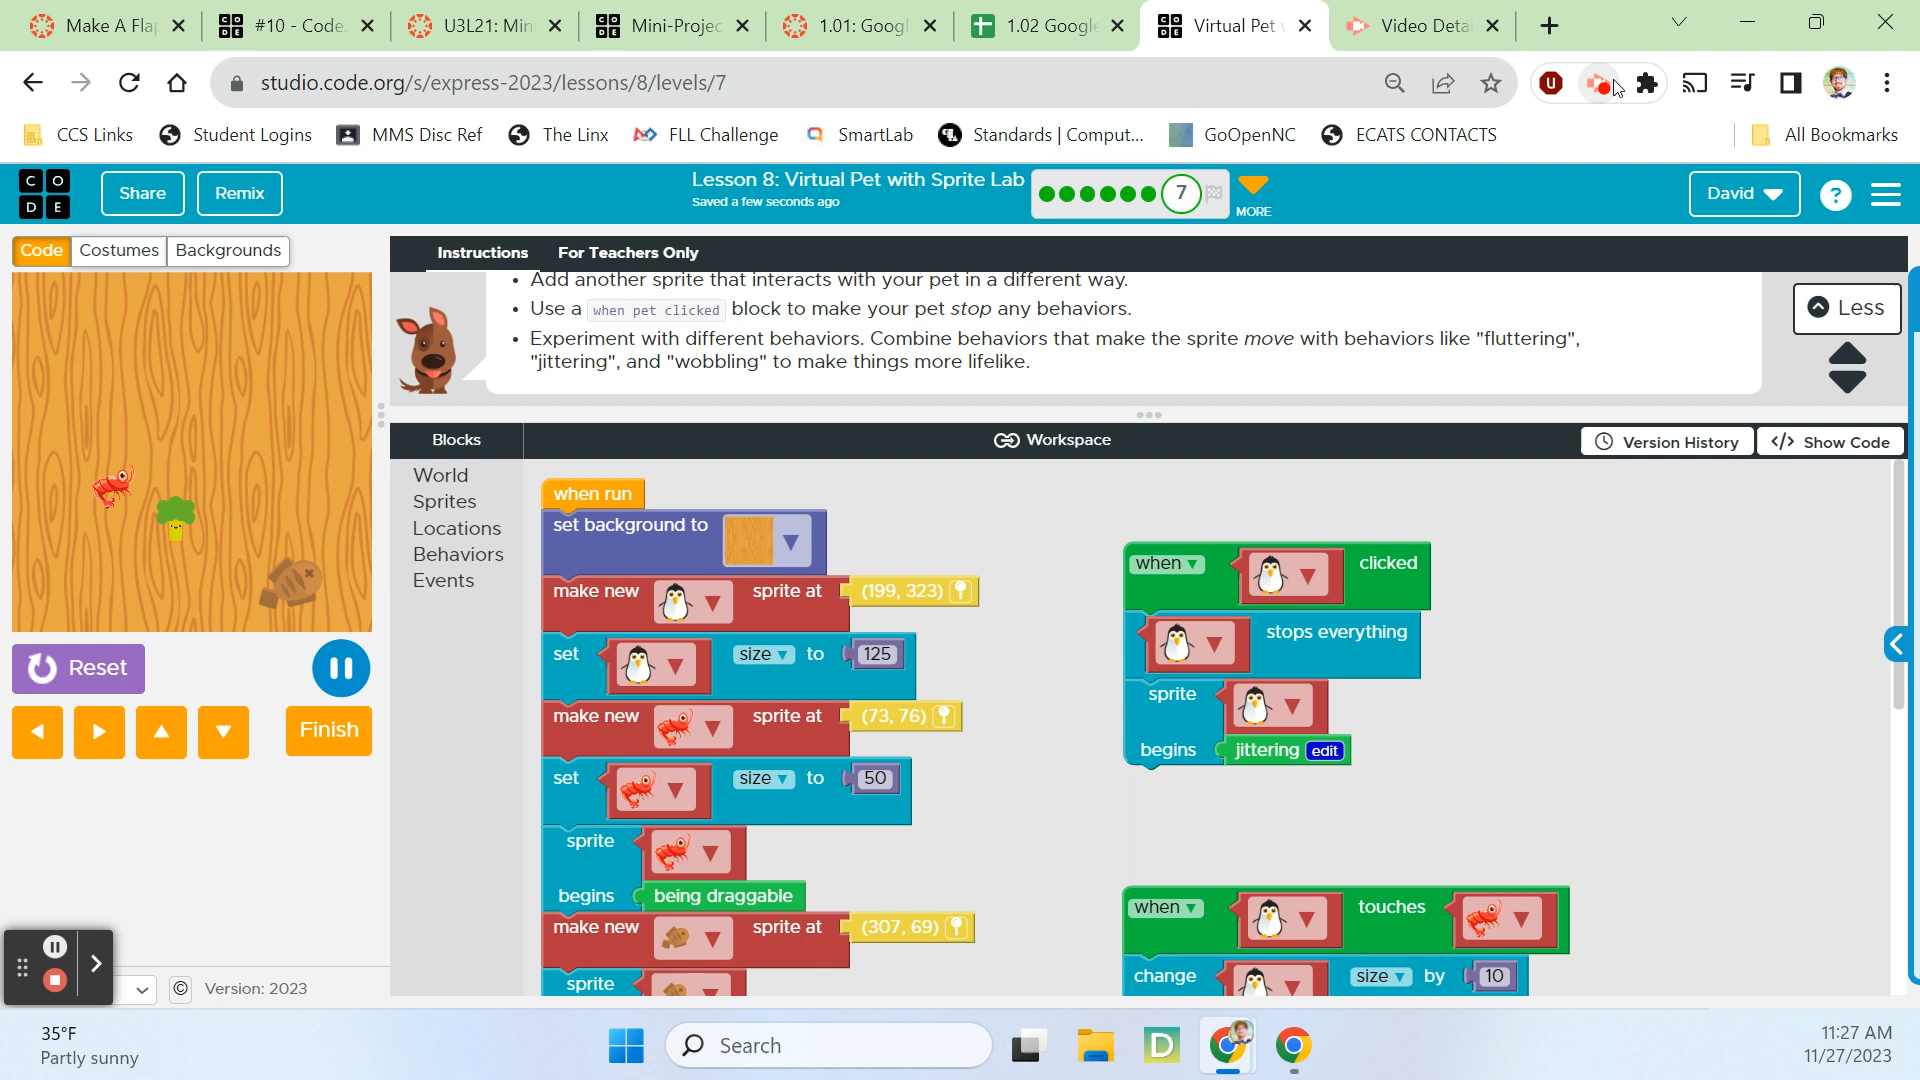 Make A Fla
#10 - Code.
U3L21: Mini
Mini-Projec
1.01: Googl
1.02 Google
Virtual Pet w
Video Detai
studio.code.org/s/express-2023/lessons/8/levels/7
CCS Links
Student Logins
MMS Disc Ref
The Linx
FLL Challenge
SmartLab
Standards | Comput...
GoOpenNC
ECATS CONTACTS
All Bookmarks
C O
D E
Share
Remix
Lesson 8: Virtual Pet with Sprite Lab
Saved a few seconds ago
7
MORE
David
?
Code
Costumes
Backgrounds
Instructions
For Teachers Only
• Add another sprite that interacts with your pet in a different way.
• Use a when pet clicked block to make your pet stop any behaviors.
• Experiment with different behaviors. Combine behaviors that make the sprite move with behaviors like "fluttering",
"jittering", and "wobbling" to make things more lifelike.
Less
Blocks
Workspace
Version History
</> Show Code
World
Sprites
Locations
Behaviors
Events
when run
set background to
make new sprite at (199, 323)
set size to 125
make new sprite at (73, 76)
set size to 50
sprite
begins being draggable
make new sprite at (307, 69)
sprite
when clicked
stops everything
sprite
begins jittering edit
when touches
change size by 10
Reset
Finish
© Version: 2023
35°F
Partly sunny
Search
D
11:27 AM
11/27/2023